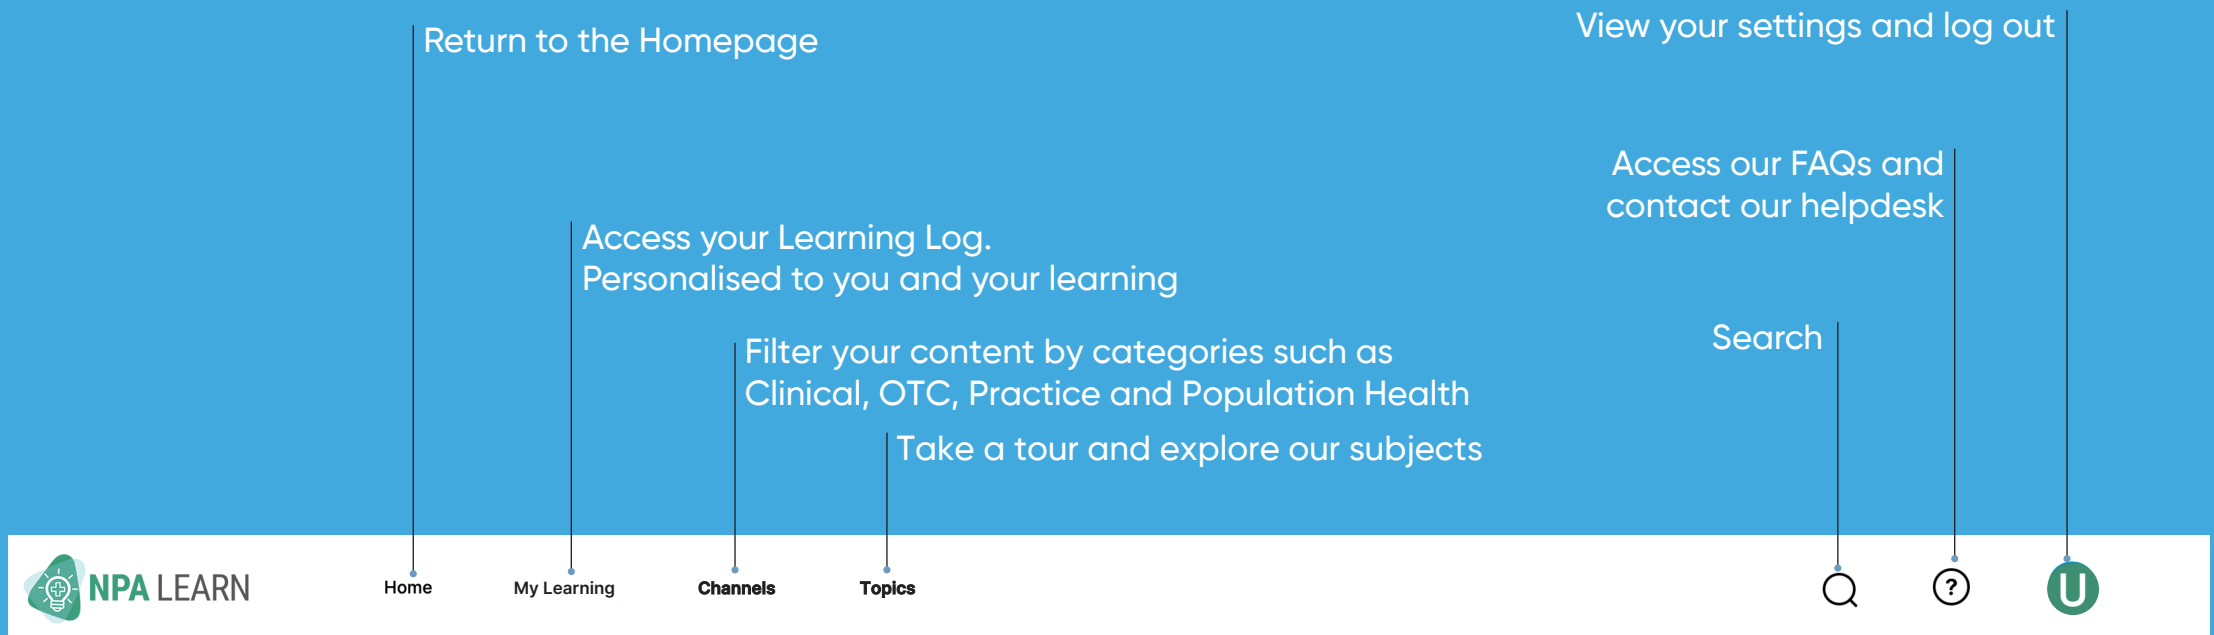 Return to the Homepage
View your settings and log out
Access our FAQs and
contact our helpdesk
Access your Learning Log.
Personalised to you and your learning
Search
Filter your content by categories such as
Clinical, OTC, Practice and Population Health
Take a tour and explore our subjects
NPA LEARN
Home
My Learning
Channels
Topics
?
U